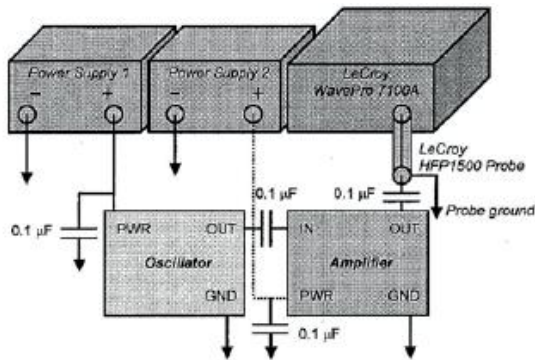 Power Supply 1
- +
Power Supply 2
- +
LeCroy
WavePro 7100A
LeCroy
HFP1500 Probe
0.1 µF
0.1 µF
Probe ground
0.1 µF
PWR OUT
Oscillator
GND
IN OUT
Amplifier
PWR GND
0.1 µF